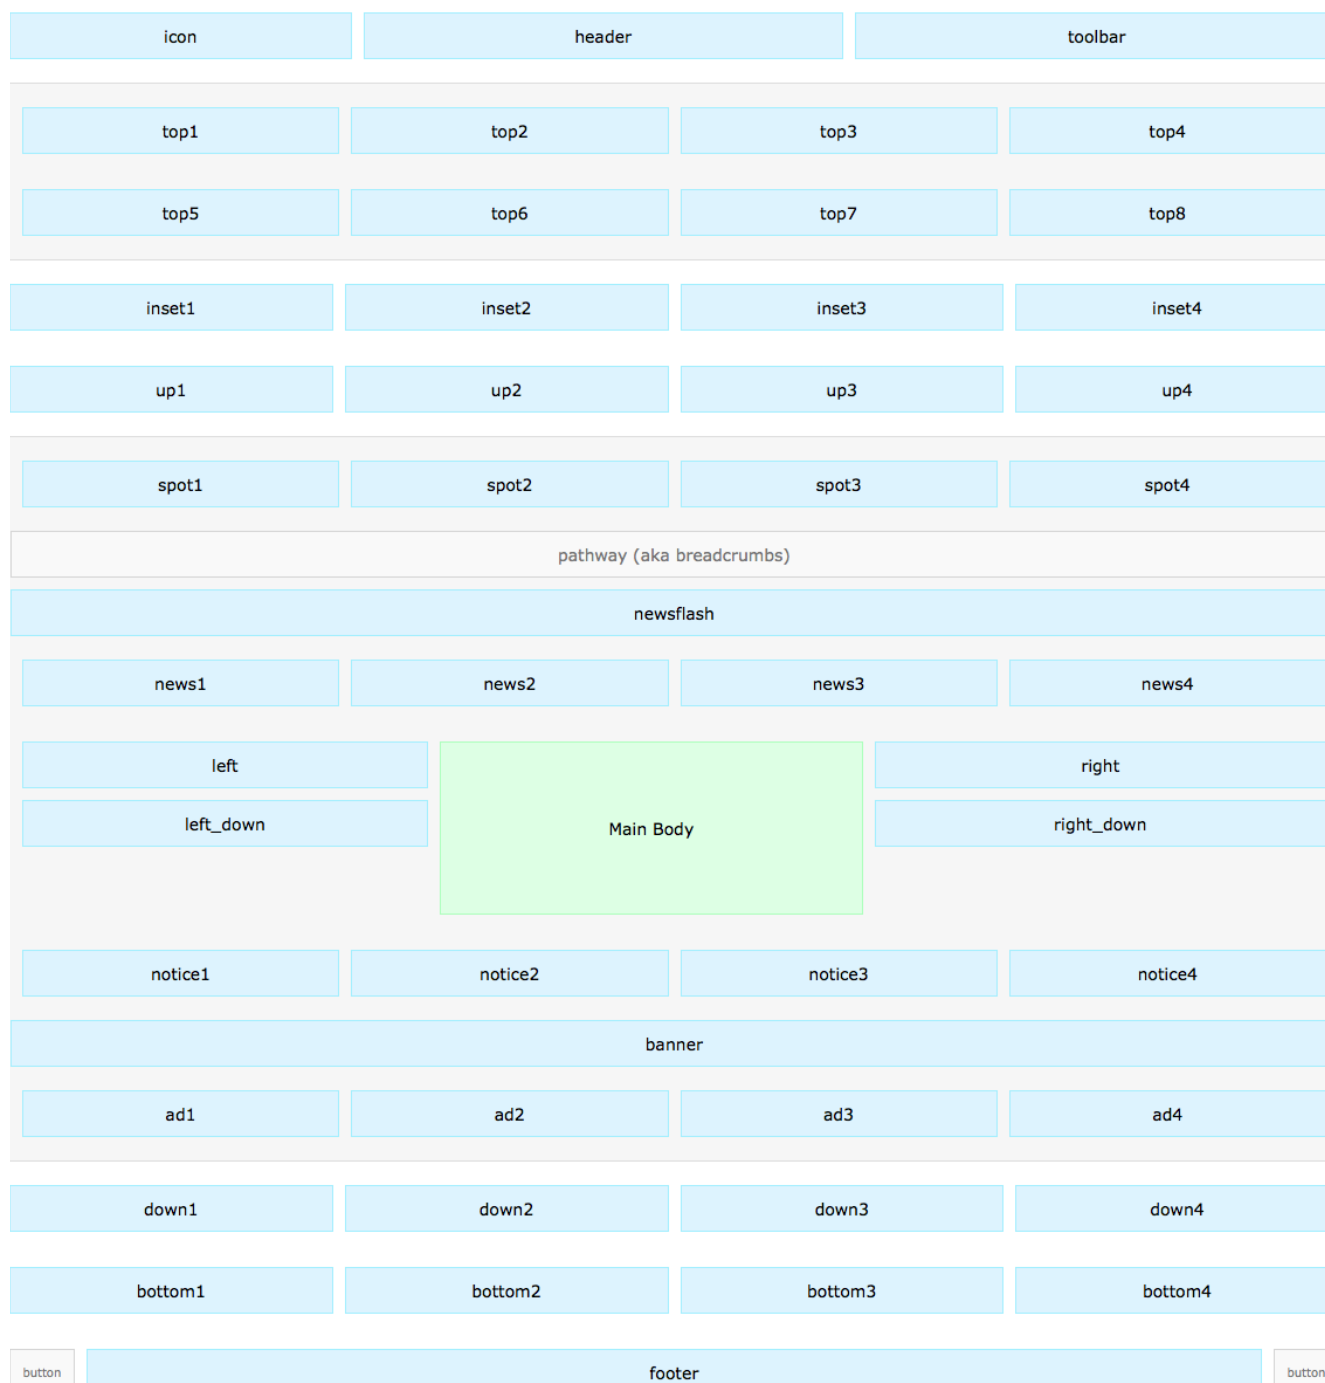 icon header toolbar
top1 top2 top3 top4
top5 top6 top7 top8
inset1 inset2 inset3 inset4
up1 up2 up3 up4
spot1 spot2 spot3 spot4
pathway (aka breadcrumbs)
newsflash
news1 news2 news3 news4
left right
left_down Main Body right_down
notice1 notice2 notice3 notice4
banner
ad1 ad2 ad3 ad4
down1 down2 down3 down4
bottom1 bottom2 bottom3 bottom4
button footer button